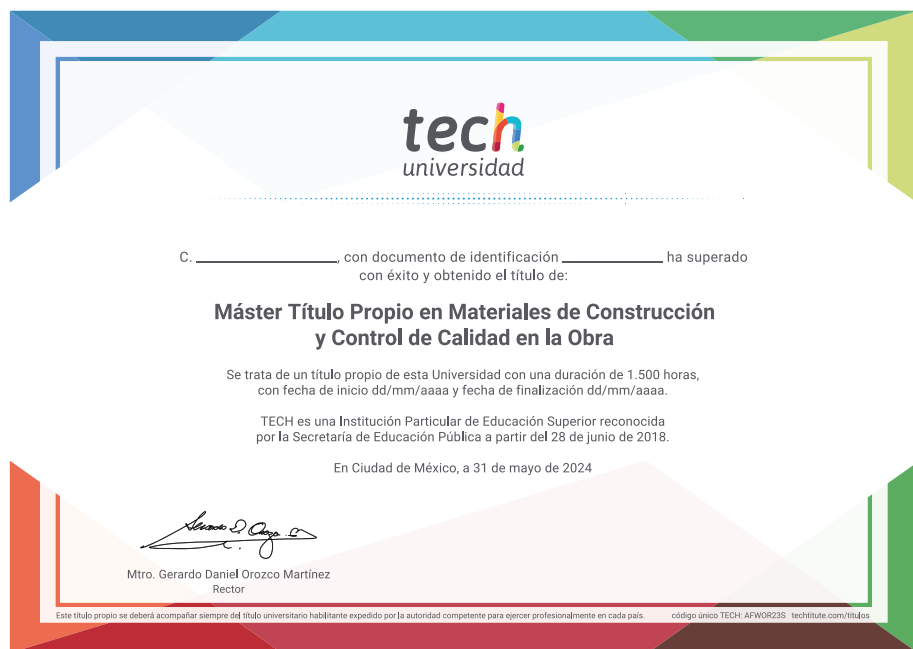 tech
universidad
C. ____________, con documento de identificación ____________ ha superado
con éxito y obtenido el título de:
Máster Título Propio en Materiales de Construcción
y Control de Calidad en la Obra
Se trata de un título propio de esta Universidad con una duración de 1.500 horas,
con fecha de inicio dd/mm/aaaa y fecha de finalización dd/mm/aaaa.
TECH es una Institución Particular de Educación Superior reconocida
por la Secretaría de Educación Pública a partir del 28 de junio de 2018.
En Ciudad de México, a 31 de mayo de 2024
Mtro. Gerardo Daniel Orozco Martínez
Rector
Este título propio se deberá acompañar siempre del título universitario habilitante expedido por la autoridad competente para ejercer profesionalmente en cada país. código único TECH: AFWOR23S techtitute.com/titulos